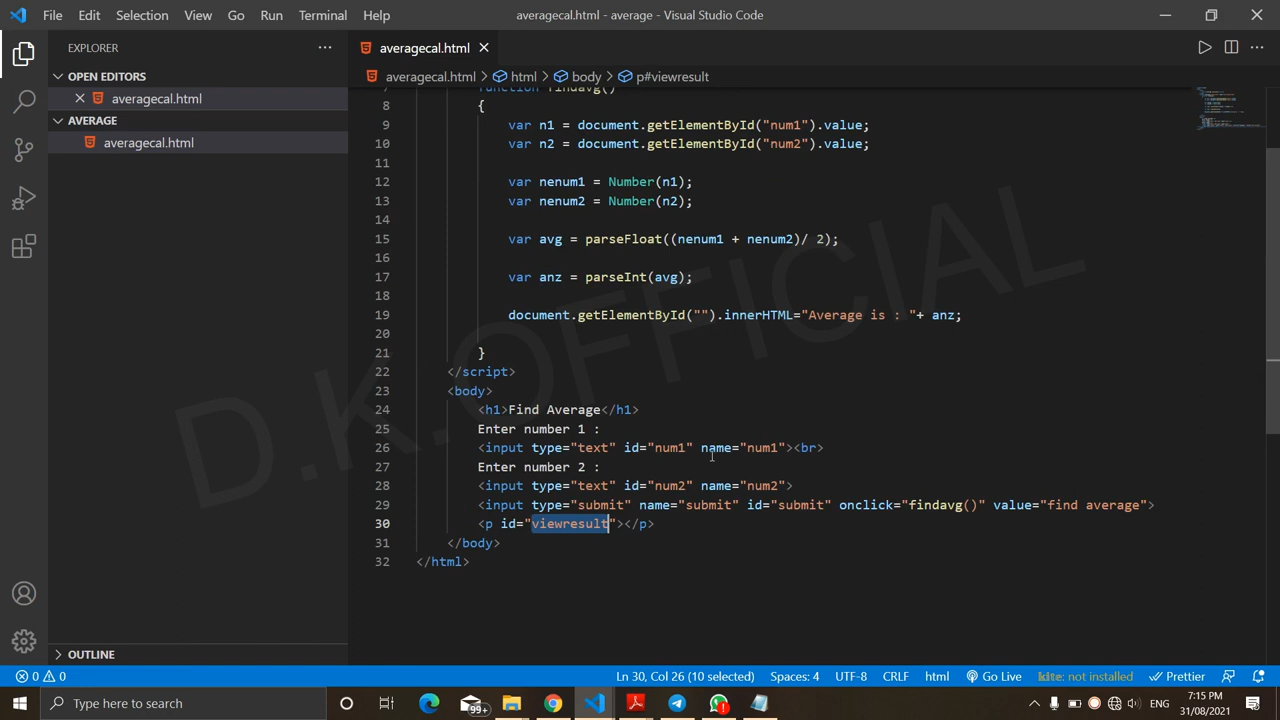 File Edit Selection View Go Run Terminal Help averagecal.html - average - Visual Studio Code
EXPLORER
OPEN EDITORS
averagecal.html
AVERAGE
averagecal.html
OUTLINE
averagecal.html
averagecal.html > html > body > p#viewresult
7 function findavg()
8 {
9 var n1 = document.getElementById("num1").value;
10 var n2 = document.getElementById("num2").value;
11
12 var nenum1 = Number(n1);
13 var nenum2 = Number(n2);
14
15 var avg = parseFloat((nenum1 + nenum2)/ 2);
16
17 var anz = parseInt(avg);
18
19 document.getElementById("").innerHTML="Average is : "+ anz;
20
21 }
22 </script>
23 <body>
24 <h1>Find Average</h1>
25 Enter number 1 :
26 <input type="text" id="num1" name="num1"><br>
27 Enter number 2 :
28 <input type="text" id="num2" name="num2">
29 <input type="submit" name="submit" id="submit" onclick="findavg()" value="find average">
30 <p id="viewresult"></p>
31 </body>
32 </html>
D.K.OFFICIAL
0 0 Ln 30, Col 26 (10 selected) Spaces: 4 UTF-8 CRLF html Go Live kite: not installed Prettier
Type here to search 99+ ENG 7:15 PM
31/08/2021